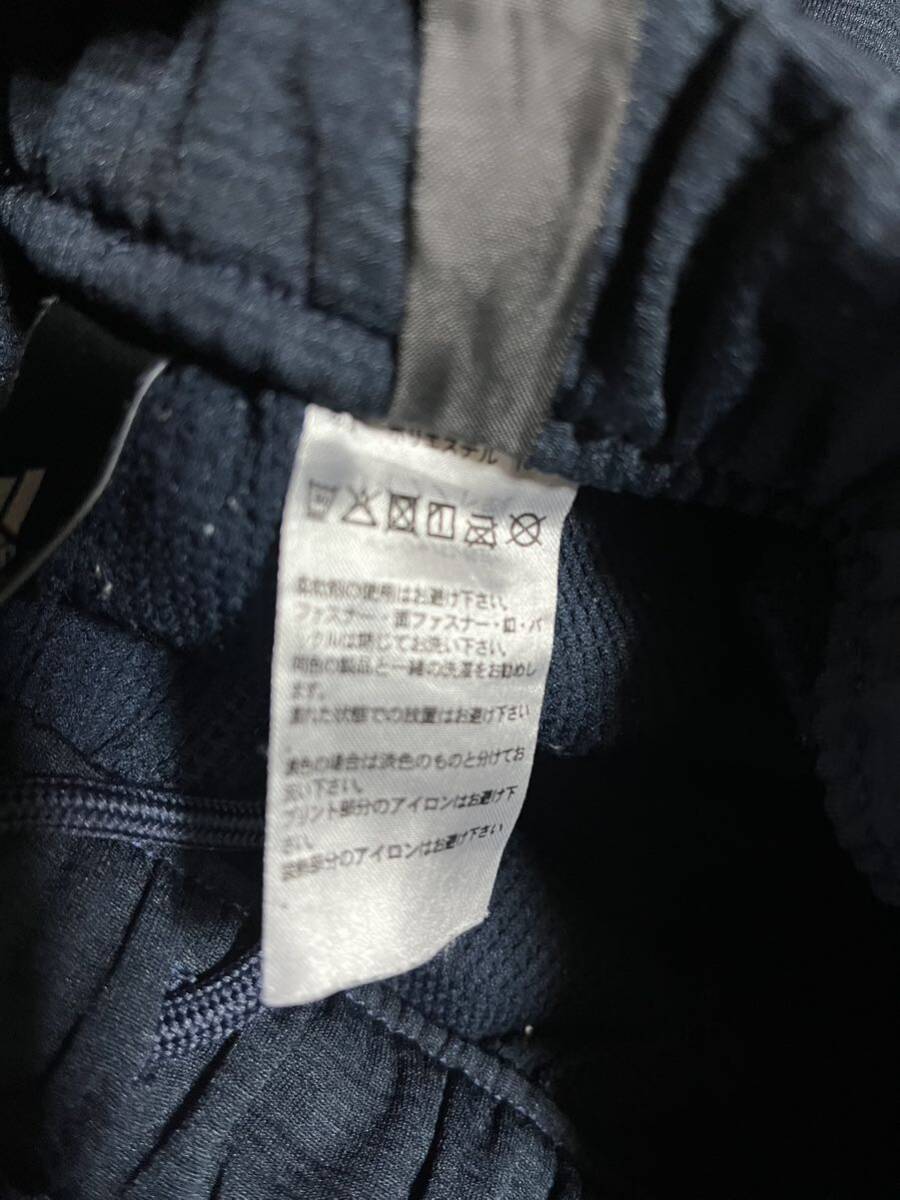 ポリエステル
柔軟剤の使用はお避け下さい。
ファスナー・面ファスナー・釦・バ
ックルは閉じてお洗い下さい。
同色の製品と一緒の洗濯をお勧めし
ます。
濡れた状態での放置はお避け下さい
。
淡色の場合は淡色のものと分けてお
洗い下さい。
プリント部分のアイロンはお避け下
さい。
装飾部分のアイロンはお避け下さい